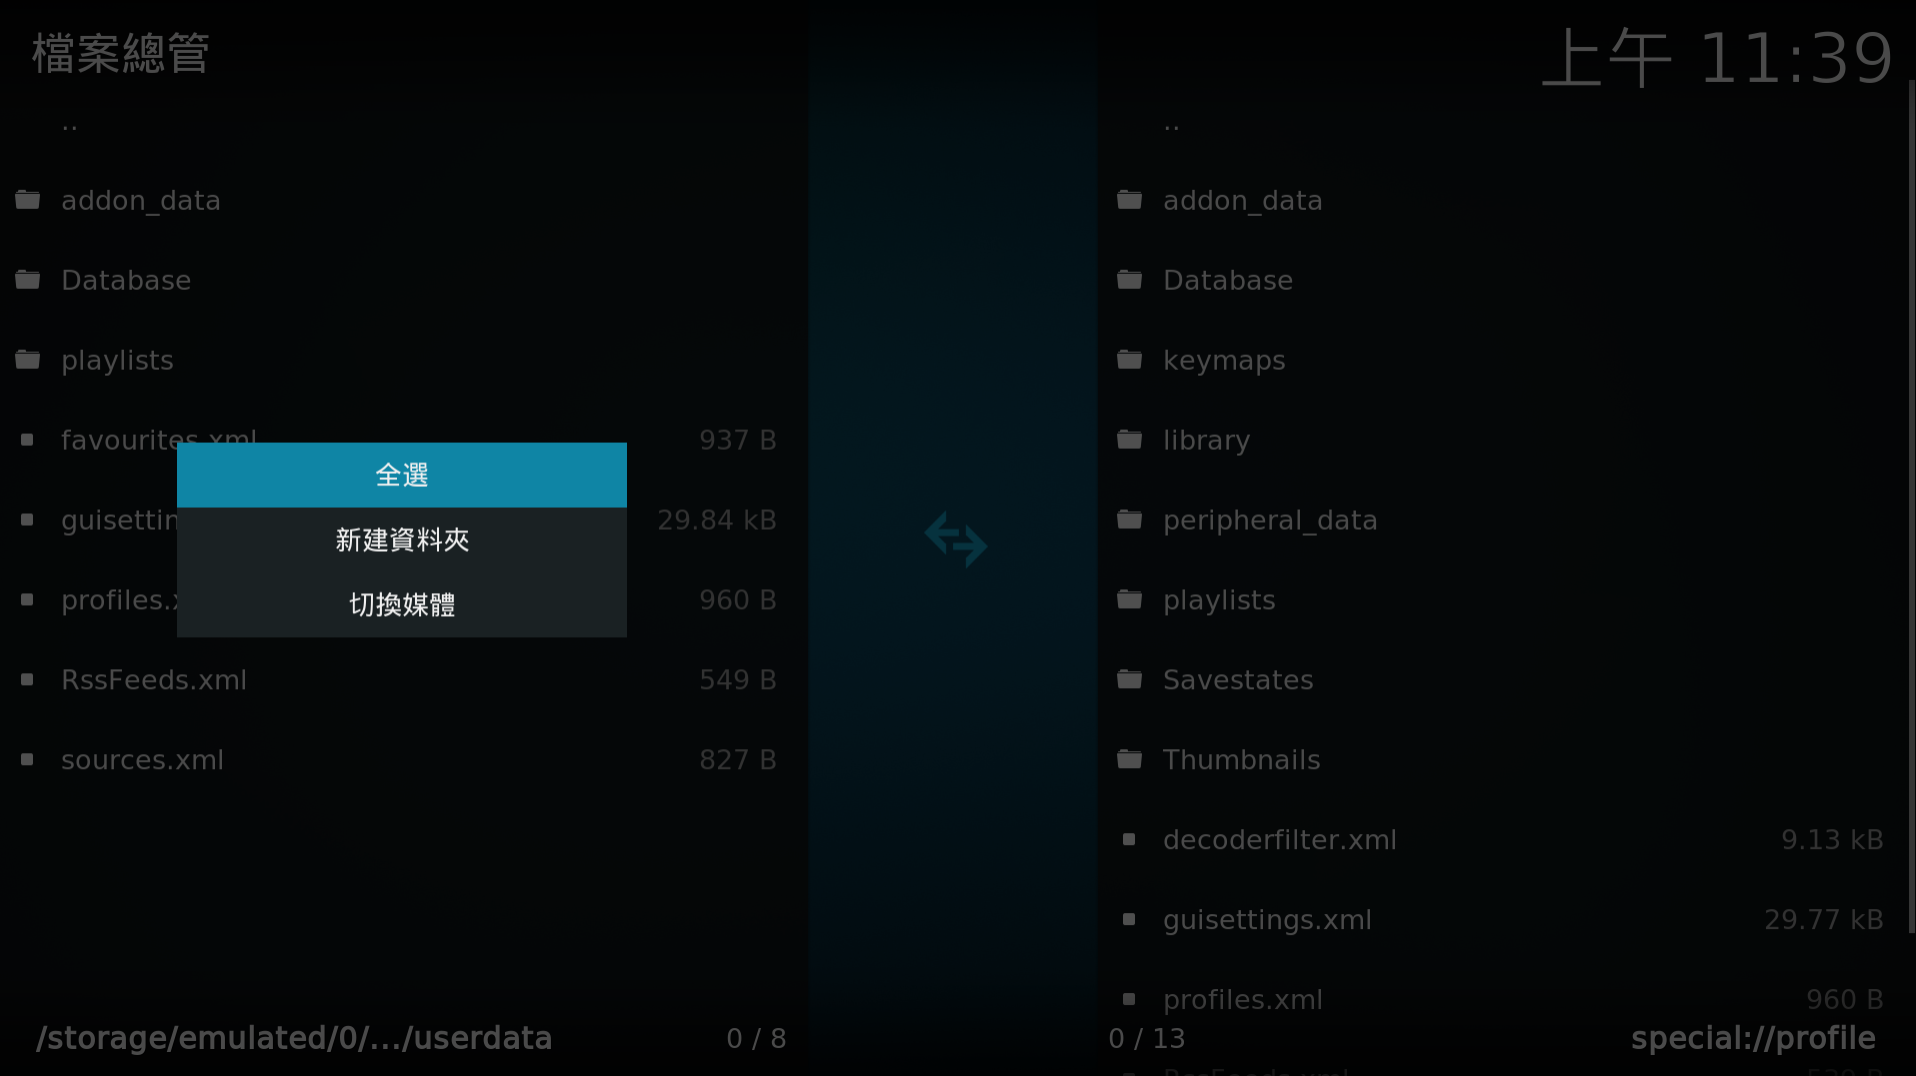 檔案總管
上午 11:39
..
addon_data
Database
playlists
favourites.xml 937 B
guisettin 29.84 kB
profiles.x 960 B
RssFeeds.xml 549 B
sources.xml 827 B
全選
新建資料夾
切換媒體
/storage/emulated/0/.../userdata
0 / 8
..
addon_data
Database
keymaps
library
peripheral_data
playlists
Savestates
Thumbnails
decoderfilter.xml 9.13 kB
guisettings.xml 29.77 kB
profiles.xml 960 B
0 / 13
special://profile